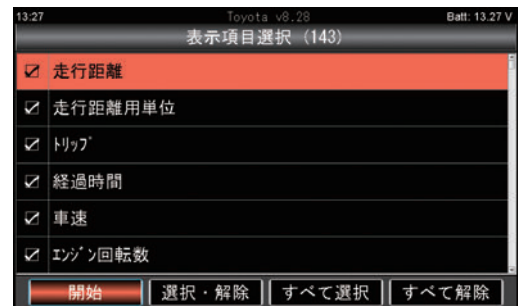 13:27 Toyota v8.28 Batt: 13.27 V
表示項目選択 (143)
走行距離
走行距離用単位
ﾄﾘｯﾌﾟ
経過時間
車速
ｴﾝｼﾞﾝ回転数
開始 選択・解除 すべて選択 すべて解除